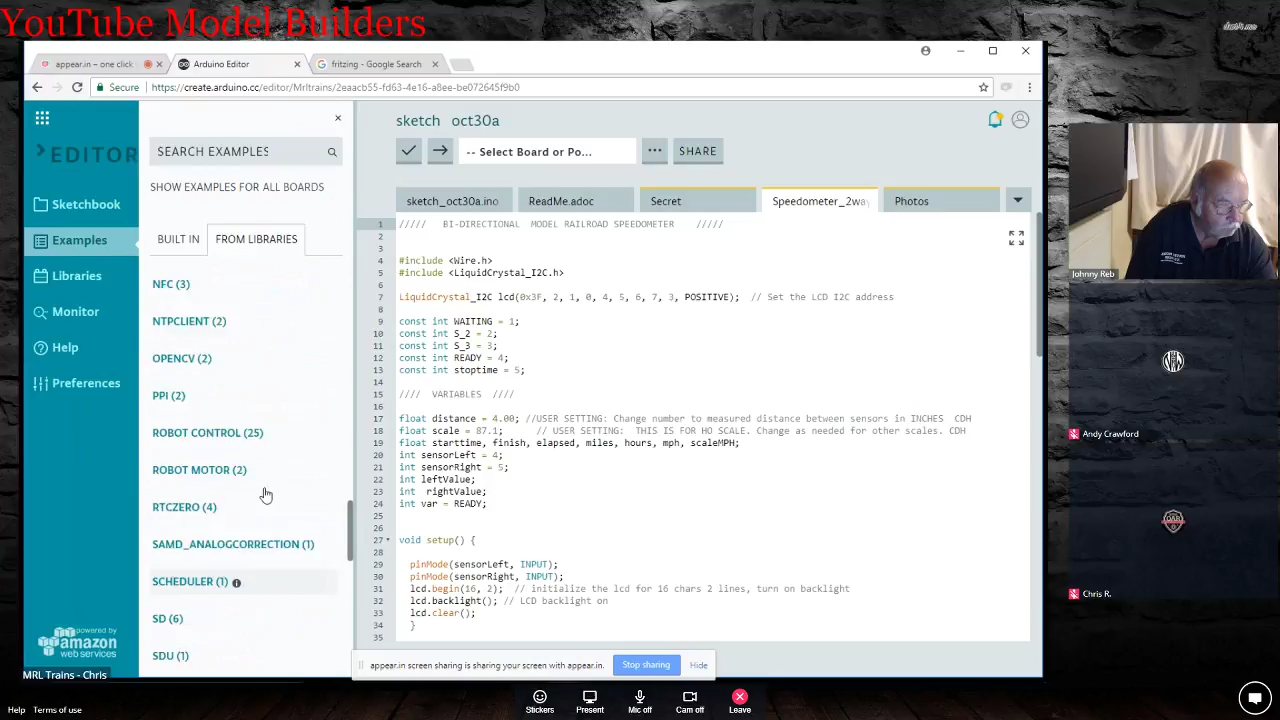 YouTube Model Builders
appear.in – one click
Arduino Editor
fritzing - Google Search
Secure
https://create.arduino.cc/editor/Mrltrains/2eaacb55-fd63-4e16-a8ee-be072645f9b0
EDITOR
Sketchbook
Examples
Libraries
Monitor
Help
Preferences
powered by
amazon
web services
MRL Trains - Chris
SEARCH EXAMPLES
SHOW EXAMPLES FOR ALL BOARDS
BUILT IN
FROM LIBRARIES
NFC (3)
NTPCLIENT (2)
OPENCV (2)
PPI (2)
ROBOT CONTROL (25)
ROBOT MOTOR (2)
RTCZERO (4)
SAMD_ANALOGCORRECTION (1)
SCHEDULER (1)
SD (6)
SDU (1)
sketch_oct30a
-- Select Board or Po...
SHARE
sketch_oct30a.ino
ReadMe.adoc
Secret
Speedometer_2way
Photos
1 ///// BI-DIRECTIONAL MODEL RAILROAD SPEEDOMETER /////
2
3
4 #include <Wire.h>
5 #include <LiquidCrystal_I2C.h>
6
7 LiquidCrystal_I2C lcd(0x3F, 2, 1, 0, 4, 5, 6, 7, 3, POSITIVE); // Set the LCD I2C address
8
9 const int WAITING = 1;
10 const int S_2 = 2;
11 const int S_3 = 3;
12 const int READY = 4;
13 const int stoptime = 5;
14
15 //// VARIABLES ////
16
17 float distance = 4.00; //USER SETTING: Change number to measured distance between sensors in INCHES CDH
18 float scale = 87.1; // USER SETTING: THIS IS FOR HO SCALE. Change as needed for other scales. CDH
19 float starttime, finish, elapsed, miles, hours, mph, scaleMPH;
20 int sensorLeft = 4;
21 int sensorRight = 5;
22 int leftValue;
23 int rightValue;
24 int var = READY;
25
26
27 void setup() {
28
29 pinMode(sensorLeft, INPUT);
30 pinMode(sensorRight, INPUT);
31 lcd.begin(16, 2); // initialize the lcd for 16 chars 2 lines, turn on backlight
32 lcd.backlight(); // LCD backlight on
33 lcd.clear();
34 }
35
appear.in screen sharing is sharing your screen with appear.in.
Stop sharing
Hide
Johnny Reb
Andy Crawford
Chris R.
Help
Terms of use
Stickers
Present
Mic off
Cam off
Leave